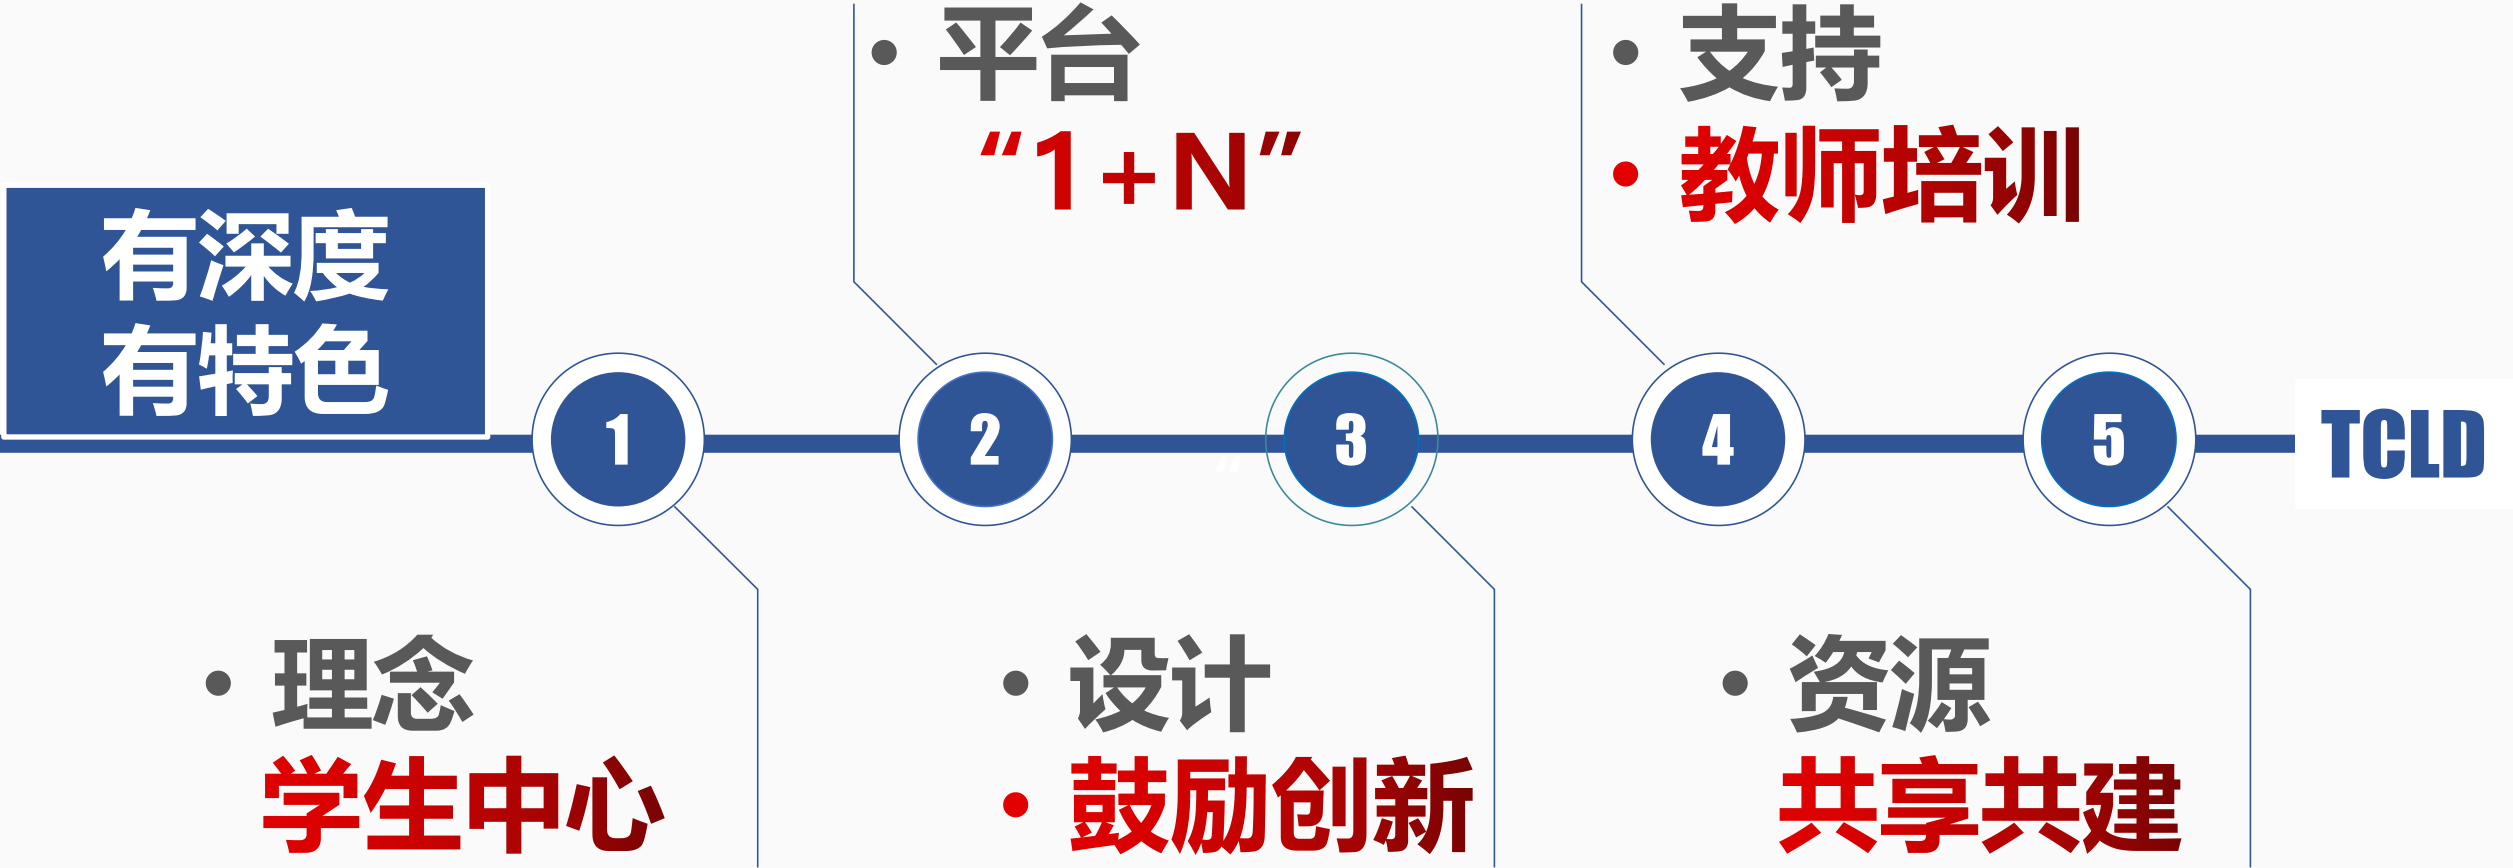 • 平台
“1+N”
• 支持
• 教师培训
有深度
有特色
1
2
3
4
5
TCLD
• 理念
学生中心
• 设计
• 鼓励创新
• 资源
共享共建